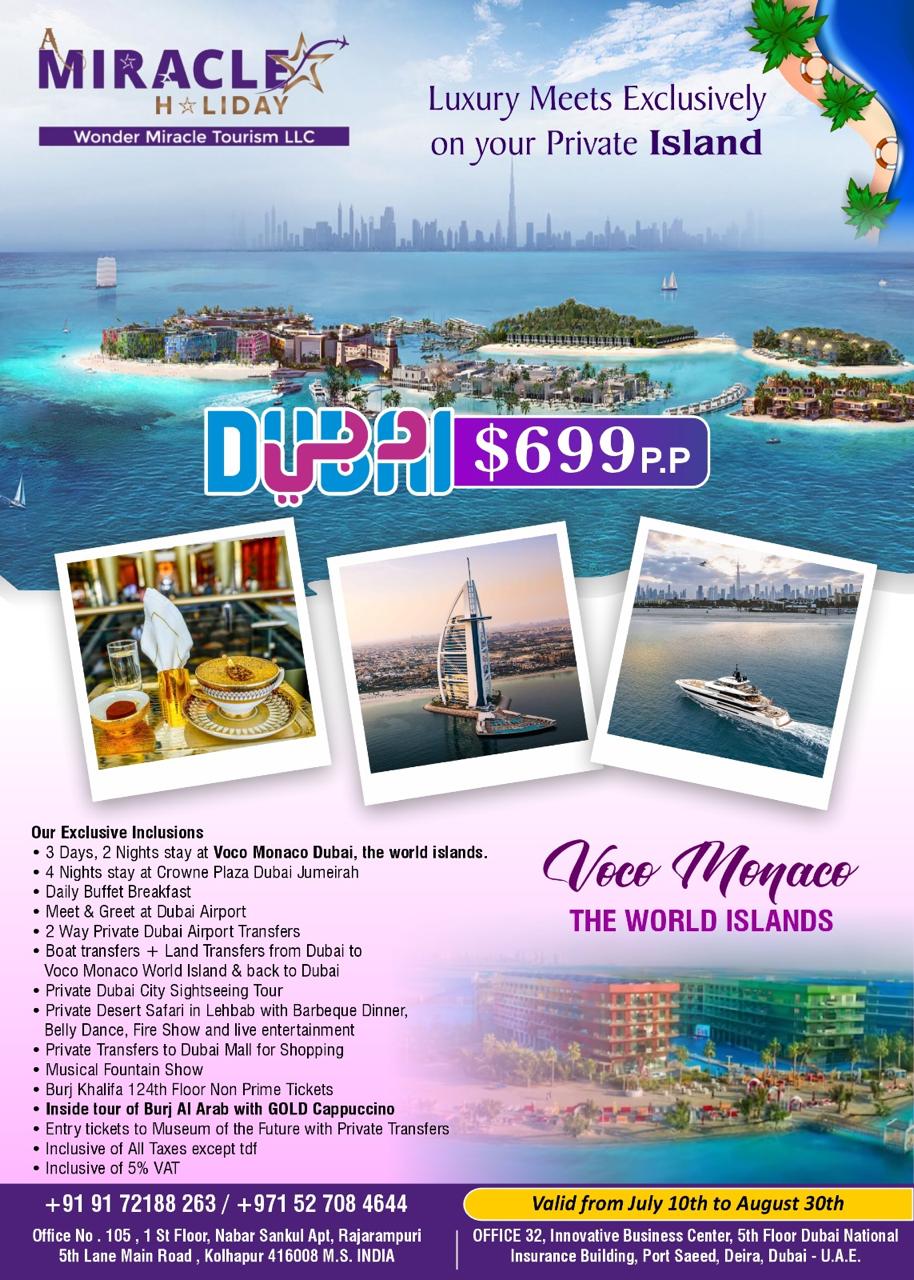 A
MIRACLE
HOLIDAY
Wonder Miracle Tourism LLC
Luxury Meets Exclusively
on your Private Island
DUBAI دبي
$699 P.P
Our Exclusive Inclusions
• 3 Days, 2 Nights stay at Voco Monaco Dubai, the world islands.
• 4 Nights stay at Crowne Plaza Dubai Jumeirah
• Daily Buffet Breakfast
• Meet & Greet at Dubai Airport
• 2 Way Private Dubai Airport Transfers
• Boat transfers + Land Transfers from Dubai to
Voco Monaco World Island & back to Dubai
• Private Dubai City Sightseeing Tour
• Private Desert Safari in Lehbab with Barbeque Dinner,
Belly Dance, Fire Show and live entertainment
• Private Transfers to Dubai Mall for Shopping
• Musical Fountain Show
• Burj Khalifa 124th Floor Non Prime Tickets
• Inside tour of Burj Al Arab with GOLD Cappuccino
• Entry tickets to Museum of the Future with Private Transfers
• Inclusive of All Taxes except tdf
• Inclusive of 5% VAT
Voco Monaco
THE WORLD ISLANDS
+91 91 72188 263 / +971 52 708 4644
Office No . 105 , 1 St Floor, Nabar Sankul Apt, Rajarampuri
5th Lane Main Road , Kolhapur 416008 M.S. INDIA
Valid from July 10th to August 30th
OFFICE 32, Innovative Business Center, 5th Floor Dubai National
Insurance Building, Port Saeed, Deira, Dubai - U.A.E.